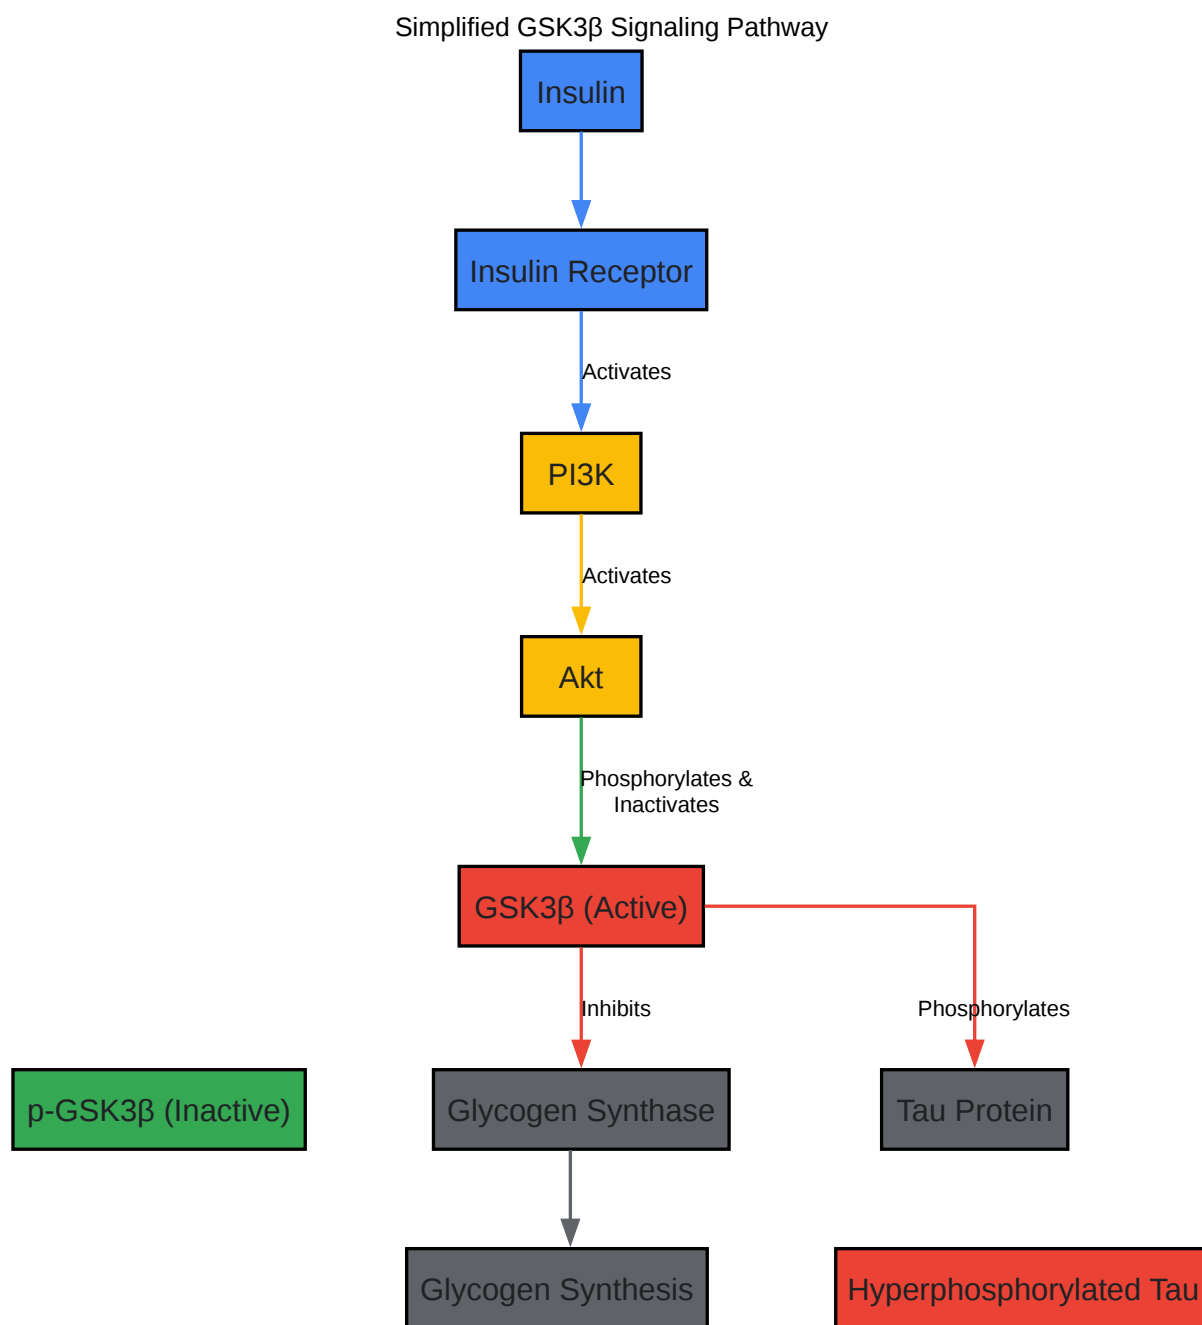 Simplified GSK3β Signaling Pathway
Insulin
Insulin Receptor
Activates
PI3K
Activates
Akt
Phosphorylates &
Inactivates
GSK3β (Active)
Inhibits
Phosphorylates
p-GSK3β (Inactive)
Glycogen Synthase
Tau Protein
Glycogen Synthesis
Hyperphosphorylated Tau